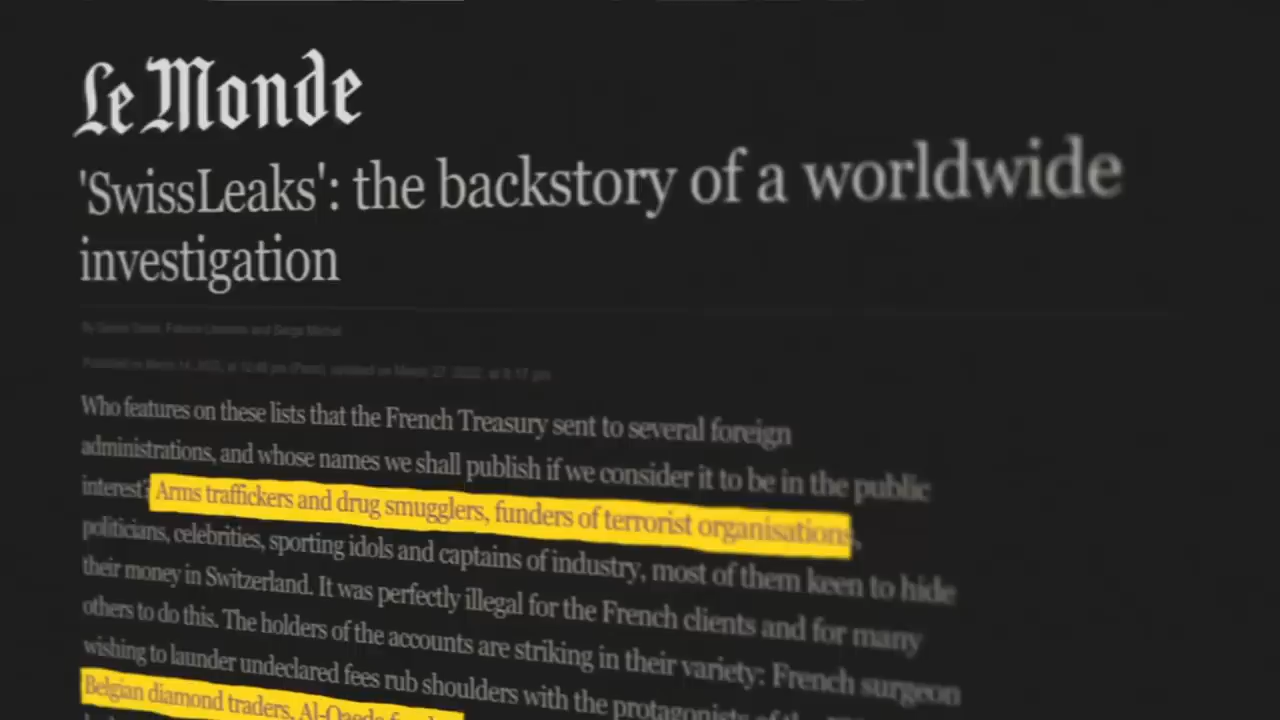 Le Monde
'SwissLeaks': the backstory of a worldwide
investigation
Who features on these lists that the French Treasury sent to several foreign
administrations, and whose names we shall publish if we consider it to be in the public
interest? Arms traffickers and drug smugglers, funders of terrorist organisations,
politicians, celebrities, sporting idols and captains of industry, most of them keen to hide
their money in Switzerland. It was perfectly illegal for the French clients and for many
others to do this. The holders of the accounts are striking in their variety: French surgeon
wishing to launder undeclared fees rub shoulders with the protagonists of the
Belgian diamond traders, Al-Qaeda